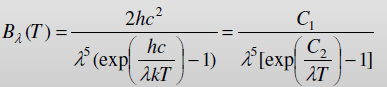 B_λ(T) = 2hc² / (λ⁵(exp(hc / λkT) − 1)) = C₁ / (λ⁵[exp(C₂ / λT) − 1])